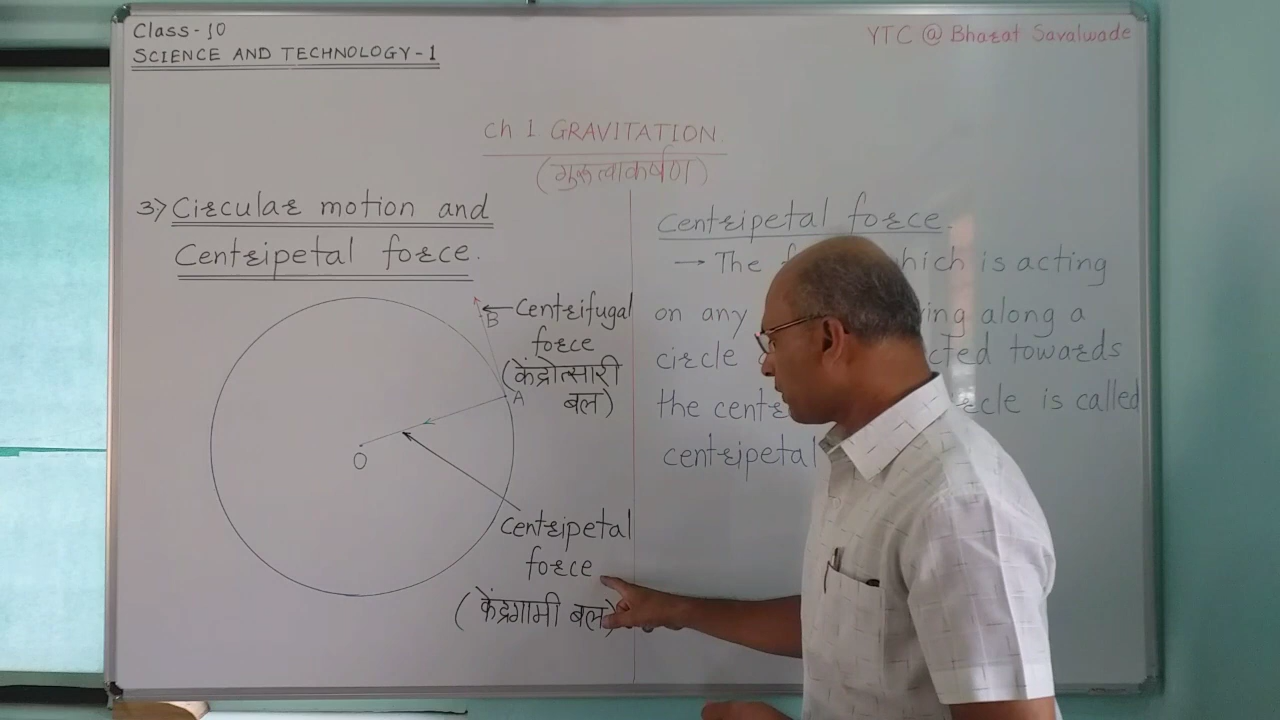 Class-10
SCIENCE AND TECHNOLOGY-1
YTC @ Bharat Savalwade
Ch 1. GRAVITATION
(गुरुत्वाकर्षण)
3) Circular motion and
Centripetal force.
B
Centrifugal
force
(केंद्रोत्सारी
बल)
A
O
Centripetal
force
(केंद्रगामी बल)
Centripetal force.
→ The which is acting
on any along a
circle towards
the is called
centripetal